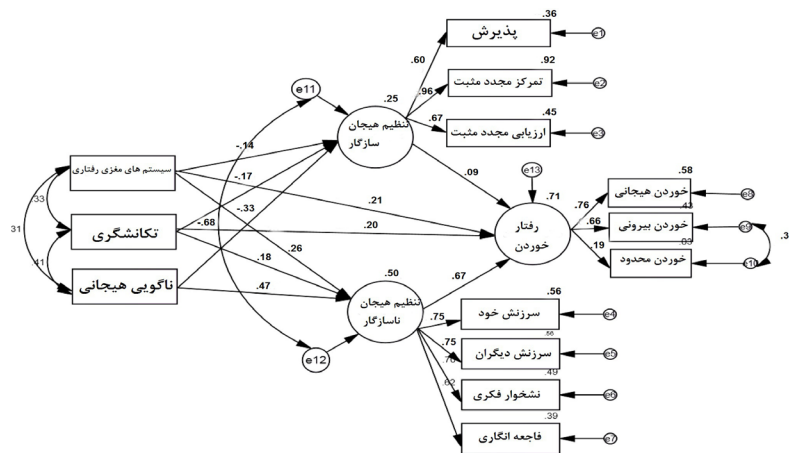 .36
پذیرش
e1
.60
.92
تمرکز مجدد مثبت
e2
.96
e11
.25
تنظیم هیجان
سازگار
.67
.45
ارزیابی مجدد مثبت
e3
-.14
-.17
-.33
.09
e13
.71
.58
خوردن هیجانی
e8
.76
.43
سیستم های مغزی رفتاری
.33
.21
رفتار
خوردن
.66
خوردن بیرونی
e9
.31
تکانشگری
-.68
.20
.03
.19
خوردن محدود
e10
.3
.26
.41
.18
.50
.67
ناگویی هیجانی
.47
تنظیم هیجان
ناسازگار
.56
.75
سرزنش خود
e4
e12
.56
.75
سرزنش دیگران
e5
.70
.49
.62
نشخوار فکری
e6
.39
فاجعه انگاری
e7